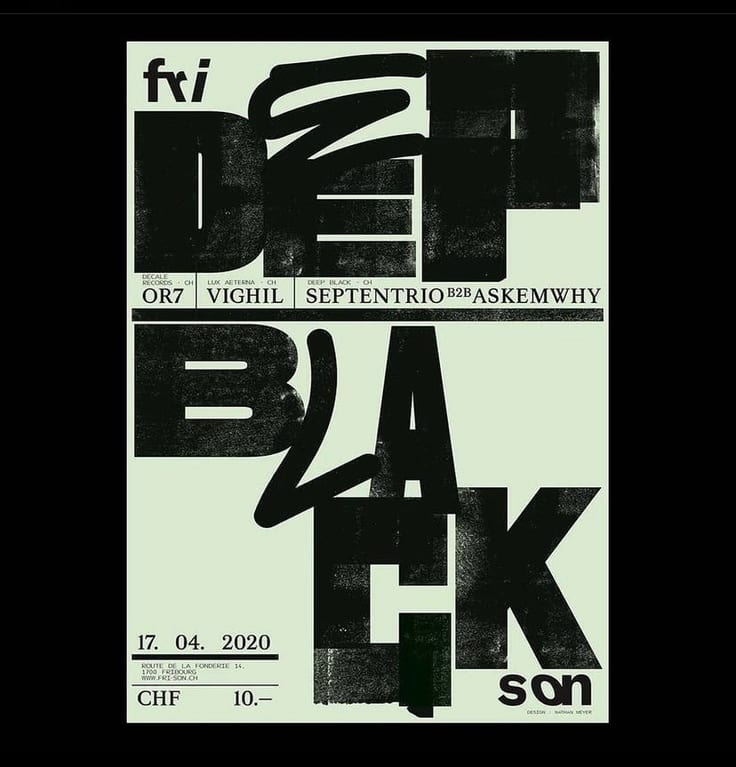 fri
DEEP
DECALE
RECORDS · CH
OR7
LUX AETERNA · CH
VIGHIL
DEEP BLACK · CH
SEPTENTRIO B2B ASKEMWHY
BLACK
17. 04. 2020
ROUTE DE LA FONDERIE 14.
1700 FRIBOURG
WWW.FRI-SON.CH
CHF 10.—
son
DESIGN : NATHAN MEYER